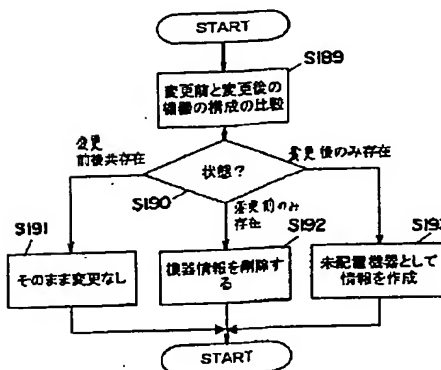 START
S189
変更前と変更後の
機器の構成の比較
変更
前後共存在
状態?
変更後のみ存在
S190
変更前のみ
存在
S191
そのまま変更なし
S192
機器情報を削除す
る
S193
未配置機器として
情報を作成
START